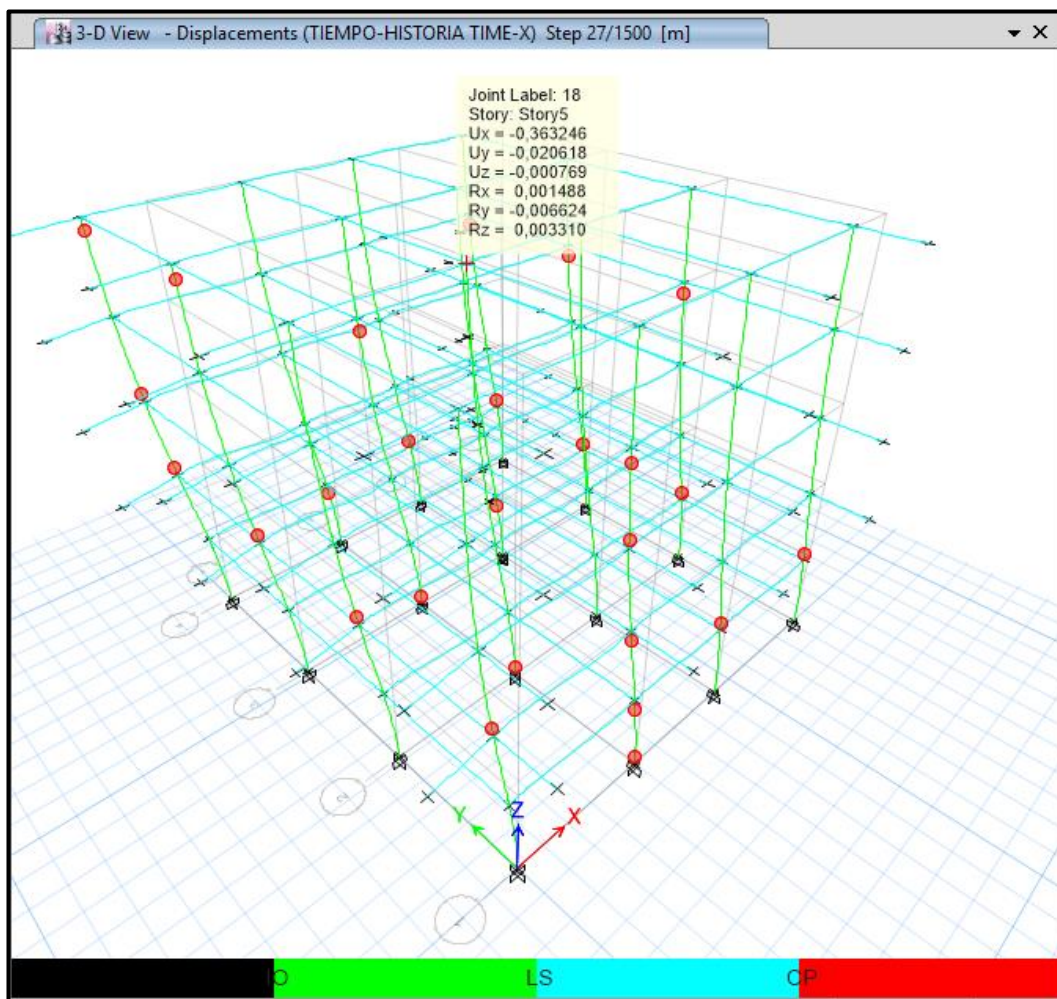 3-D View - Displacements (TIEMPO-HISTORIA TIME-X) Step 27/1500 [m]
Joint Label: 18
Story: Story5
Ux = -0,363246
Uy = -0,020618
Uz = -0,000769
Rx = 0,001488
Ry = -0,006624
Rz = 0,003310
Y Z X
IO LS CP